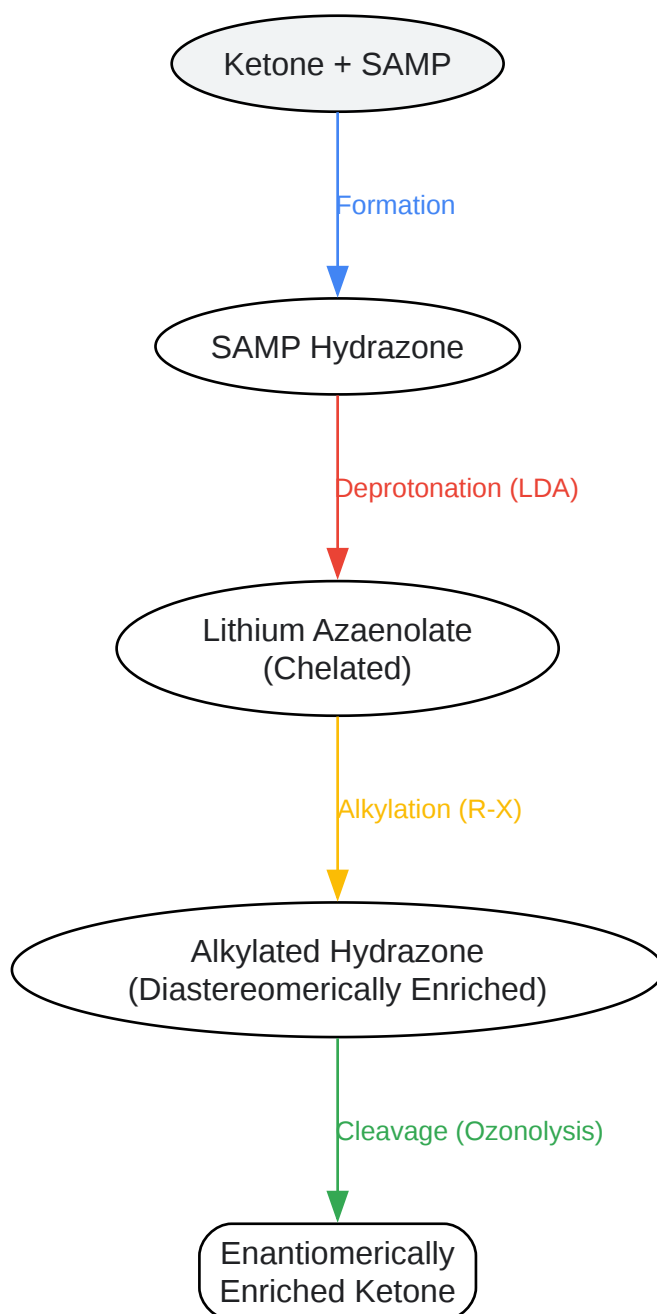 Ketone + SAMP
Formation
SAMP Hydrazone
Deprotonation (LDA)
Lithium Azaenolate
(Chelated)
Alkylation (R-X)
Alkylated Hydrazone
(Diastereomerically Enriched)
Cleavage (Ozonolysis)
Enantiomerically
Enriched Ketone